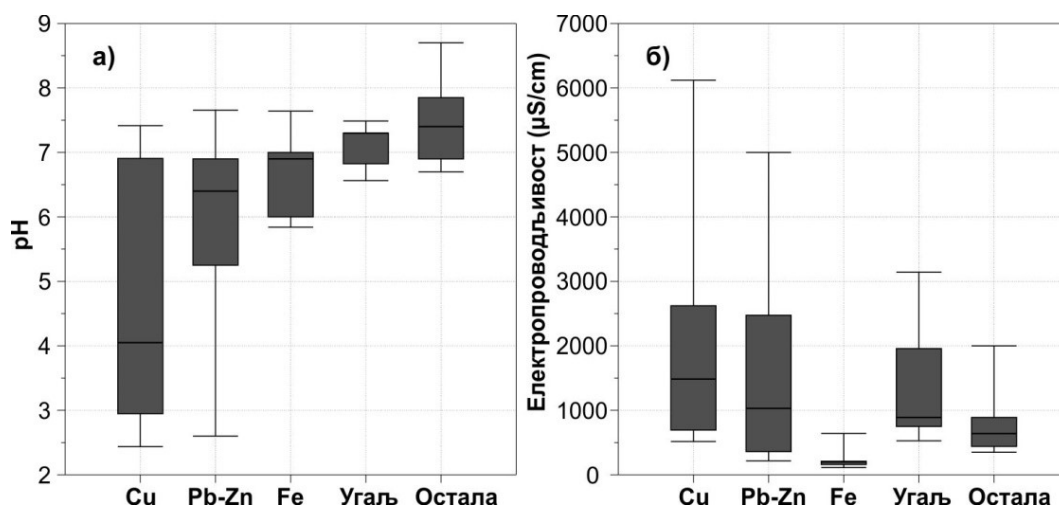 а)
pH
9
8
7
6
5
4
3
2
Cu Pb-Zn Fe Угаљ Остала
б)
Електропроводљивост (µS/cm)
7000
6000
5000
4000
3000
2000
1000
0
Cu Pb-Zn Fe Угаљ Остала